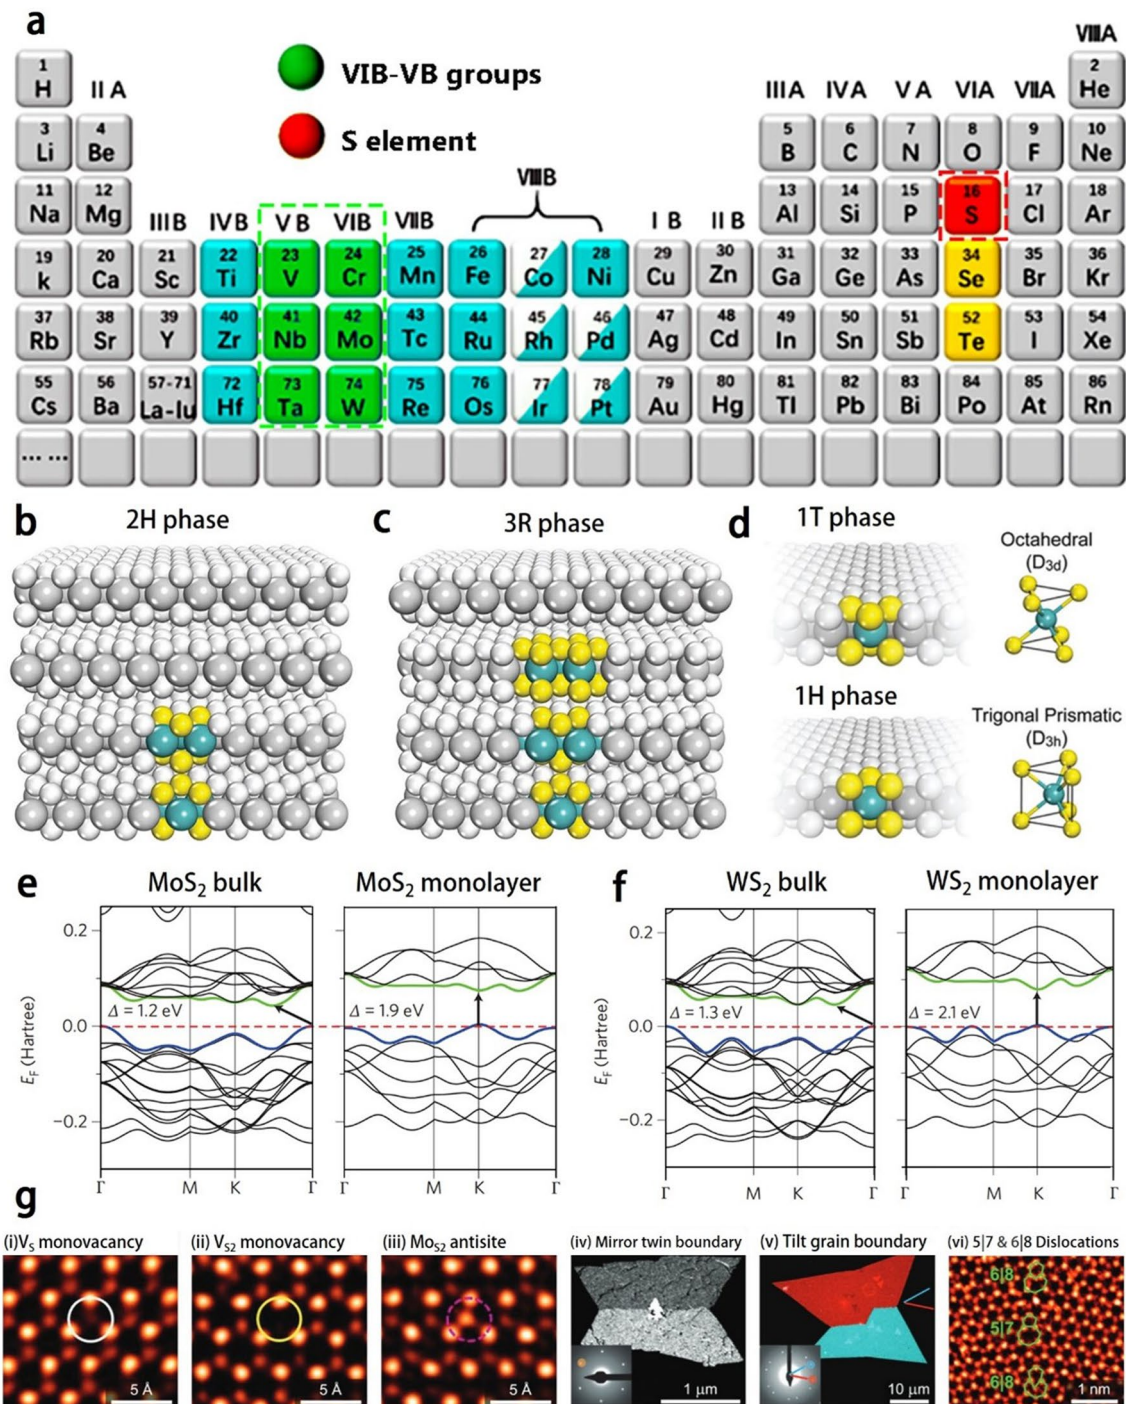 a
VIIIA
1 H
II A
VIB-VB groups
III A IV A V A VIA VIIA
2 He
3 Li 4 Be
5 B 6 C 7 N 8 O 9 F 10 Ne
S element
11 Na 12 Mg
VIIIB
13 Al 14 Si 15 P 16 S 17 Cl 18 Ar
III B IV B V B VIB VIIB I B II B
19 k 20 Ca 21 Sc 22 Ti 23 V 24 Cr 25 Mn 26 Fe 27 Co 28 Ni 29 Cu 30 Zn 31 Ga 32 Ge 33 As 34 Se 35 Br 36 Kr
37 Rb 38 Sr 39 Y 40 Zr 41 Nb 42 Mo 43 Tc 44 Ru 45 Rh 46 Pd 47 Ag 48 Cd 49 In 50 Sn 51 Sb 52 Te 53 I 54 Xe
55 Cs 56 Ba 57-71 La-lu 72 Hf 73 Ta 74 W 75 Re 76 Os 77 Ir 78 Pt 79 Au 80 Hg 81 Tl 82 Pb 83 Bi 84 Po 85 At 86 Rn
... ...
b 2H phase
c 3R phase
d 1T phase
Octahedral
(D3d)
1H phase
Trigonal Prismatic
(D3h)
e MoS2 bulk MoS2 monolayer
f WS2 bulk WS2 monolayer
EF (Hartree)
0.2
0.0
−0.2
Δ = 1.2 eV
Δ = 1.9 eV
Γ M K Γ
Γ M K Γ
EF (Hartree)
0.2
0.0
−0.2
Δ = 1.3 eV
Δ = 2.1 eV
Γ M K Γ
Γ M K Γ
g
(i)VS monovacancy
5 Å
(ii) VS2 monovacancy
5 Å
(iii) MoS2 antisite
5 Å
(iv) Mirror twin boundary
1 μm
(v) Tilt grain boundary
10 μm
(vi) 5|7 & 6|8 Dislocations
6|8
5|7
6|8
1 nm